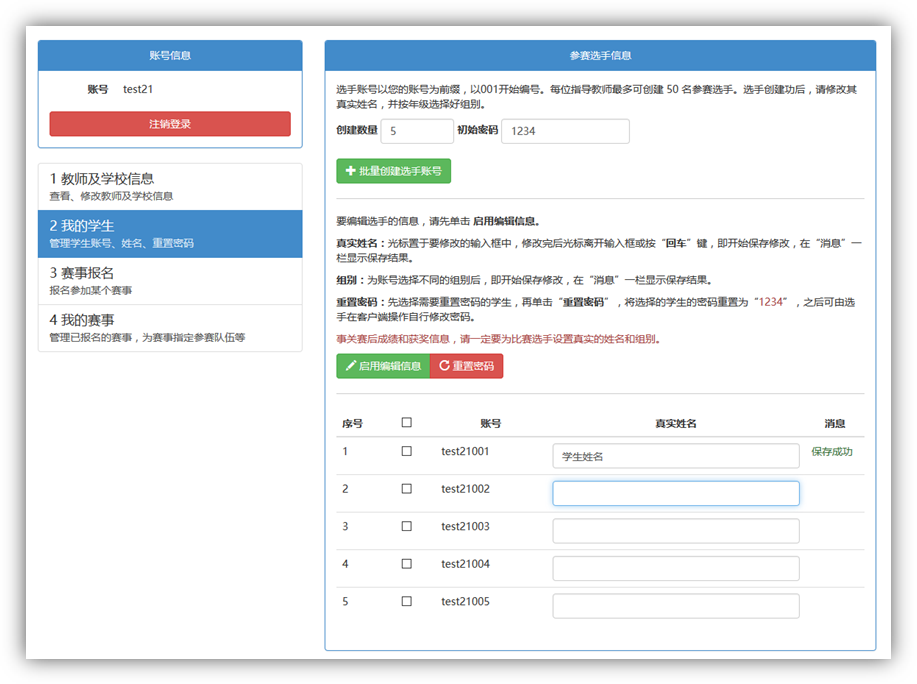 账号信息
账号 test21
注销登录
1 教师及学校信息
查看、修改教师及学校信息
2 我的学生
管理学生账号、姓名、重置密码
3 赛事报名
报名参加某个赛事
4 我的赛事
管理已报名的赛事，为赛事指定参赛队伍等
参赛选手信息
选手账号以您的账号为前缀，以001开始编号。每位指导教师最多可创建 50 名参赛选手。选手创建功后，请修改其
真实姓名，并按年级选择好组别。
创建数量 5 初始密码 1234
批量创建选手账号
要编辑选手的信息，请先单击 启用编辑信息。
真实姓名：光标置于要修改的输入框中，修改完后光标离开输入框或按“回车”键，即开始保存修改，在“消息”一
栏显示保存结果。
组别：为账号选择不同的组别后，即开始保存修改，在“消息”一栏显示保存结果。
重置密码：先选择需要重置密码的学生，再单击“重置密码”，将选择的学生的密码重置为“1234”，之后可由选
手在客户端操作自行修改密码。
事关赛后成绩和获奖信息，请一定要为比赛选手设置真实的姓名和组别。
启用编辑信息 重置密码
序号 账号 真实姓名 消息
1 test21001 学生姓名 保存成功
2 test21002
3 test21003
4 test21004
5 test21005